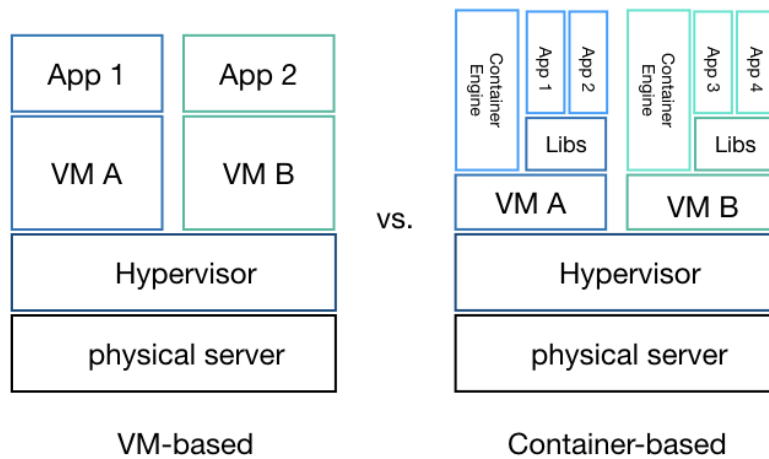 App 1
App 2
VM A
VM B
Hypervisor
physical server
VM-based
vs.
Container
Engine
App 1
App 2
Libs
Container
Engine
App 3
App 4
Libs
VM A
VM B
Hypervisor
physical server
Container-based